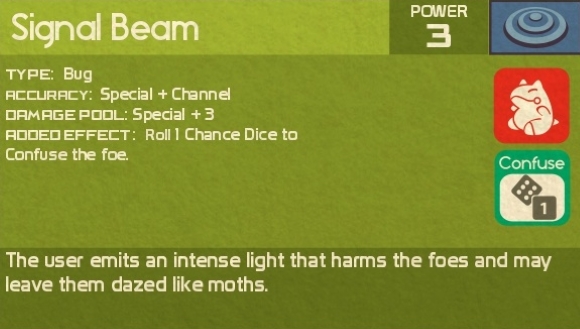 Signal Beam
POWER
3
TYPE: Bug
ACCURACY: Special + Channel
DAMAGE POOL: Special + 3
ADDED EFFECT: Roll 1 Chance Dice to
Confuse the foe.
Confuse
1
The user emits an intense light that harms the foes and may
leave them dazed like moths.